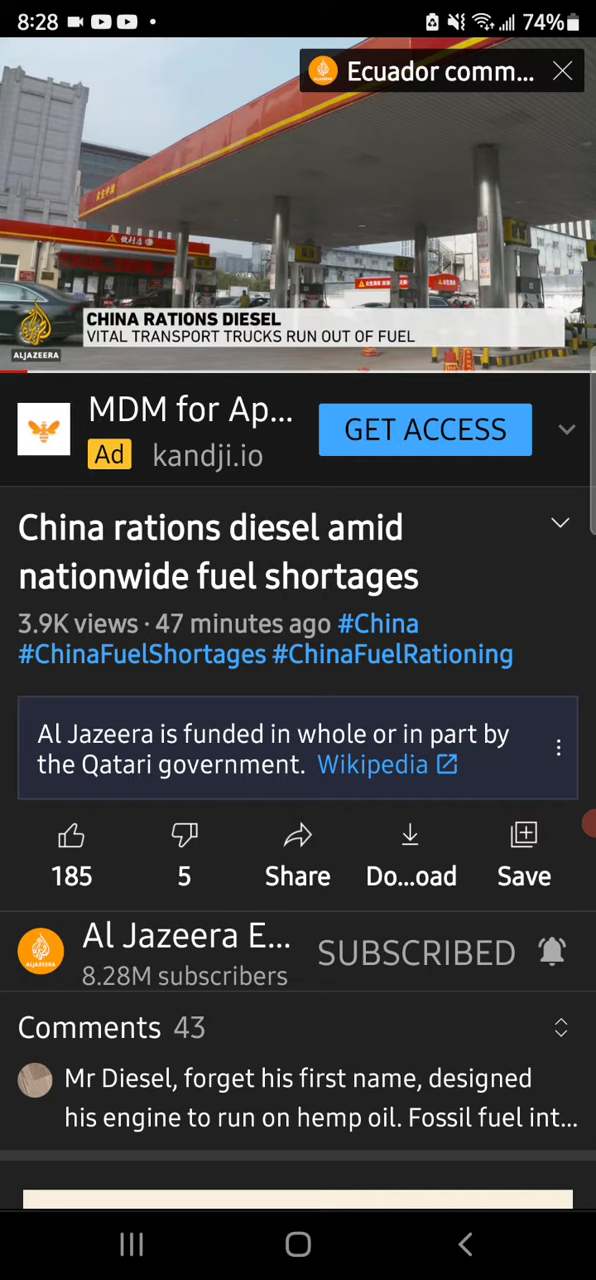 8:28
74%
Ecuador comm...
CHINA RATIONS DIESEL
VITAL TRANSPORT TRUCKS RUN OUT OF FUEL
ALJAZEERA
MDM for Ap...
GET ACCESS
Ad kandji.io
China rations diesel amid
nationwide fuel shortages
3.9K views · 47 minutes ago #China
#ChinaFuelShortages #ChinaFuelRationing
Al Jazeera is funded in whole or in part by
the Qatari government. Wikipedia
185 5 Share Do...oad Save
Al Jazeera E...
SUBSCRIBED
8.28M subscribers
Comments 43
Mr Diesel, forget his first name, designed
his engine to run on hemp oil. Fossil fuel int...